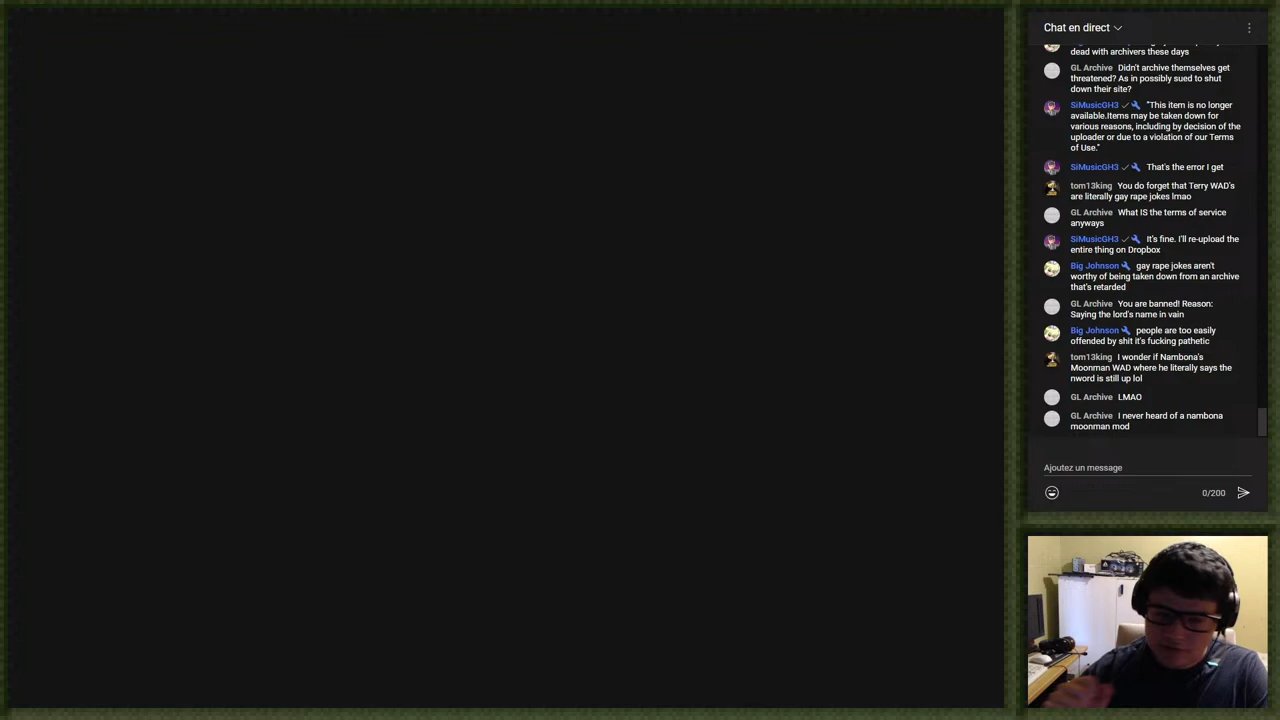 Chat en direct
dead with archivers these days
GL Archive Didn't archive themselves get
threatened? As in possibly sued to shut
down their site?
SiMusicGH3 "This item is no longer
available.Items may be taken down for
various reasons, including by decision of the
uploader or due to a violation of our Terms
of Use."
SiMusicGH3 That's the error I get
tom13king You do forget that Terry WAD's
are literally gay rape jokes lmao
GL Archive What IS the terms of service
anyways
SiMusicGH3 It's fine. I'll re-upload the
entire thing on Dropbox
Big Johnson gay rape jokes aren't
worthy of being taken down from an archive
that's retarded
GL Archive You are banned! Reason:
Saying the lord's name in vain
Big Johnson people are too easily
offended by shit it's fucking pathetic
tom13king I wonder if Nambona's
Moonman WAD where he literally says the
nword is still up lol
GL Archive LMAO
GL Archive I never heard of a nambona
moonman mod
Ajoutez un message
0/200